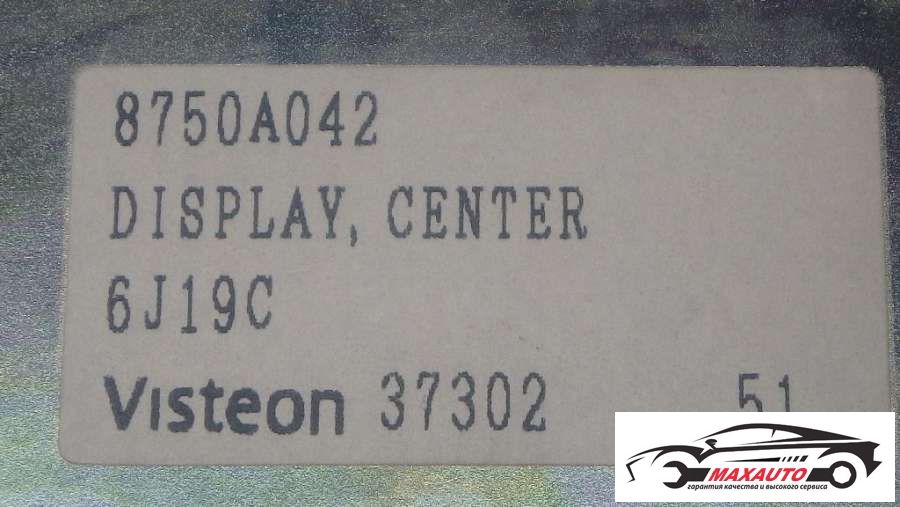 8750A042
DISPLAY, CENTER
6J19C
Visteon 37302 51
MAXAUTO
гарантия качества и высокого сервиса